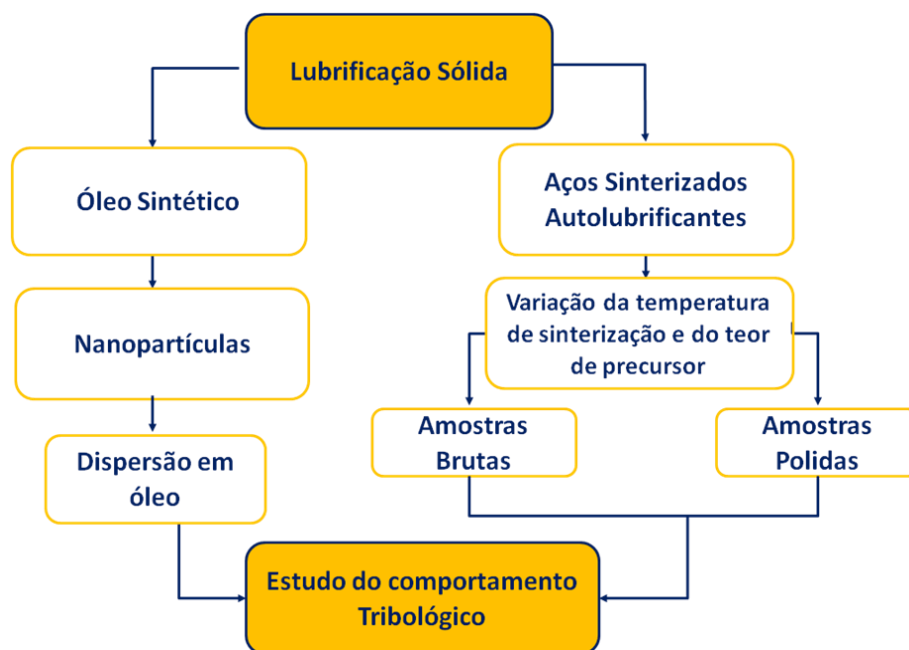 Lubrificação Sólida
Óleo Sintético
Aços Sinterizados
Autolubrificantes
Nanopartículas
Variação da temperatura
de sinterização e do teor
de precursor
Dispersão em
óleo
Amostras
Brutas
Amostras
Polidas
Estudo do comportamento
Tribológico